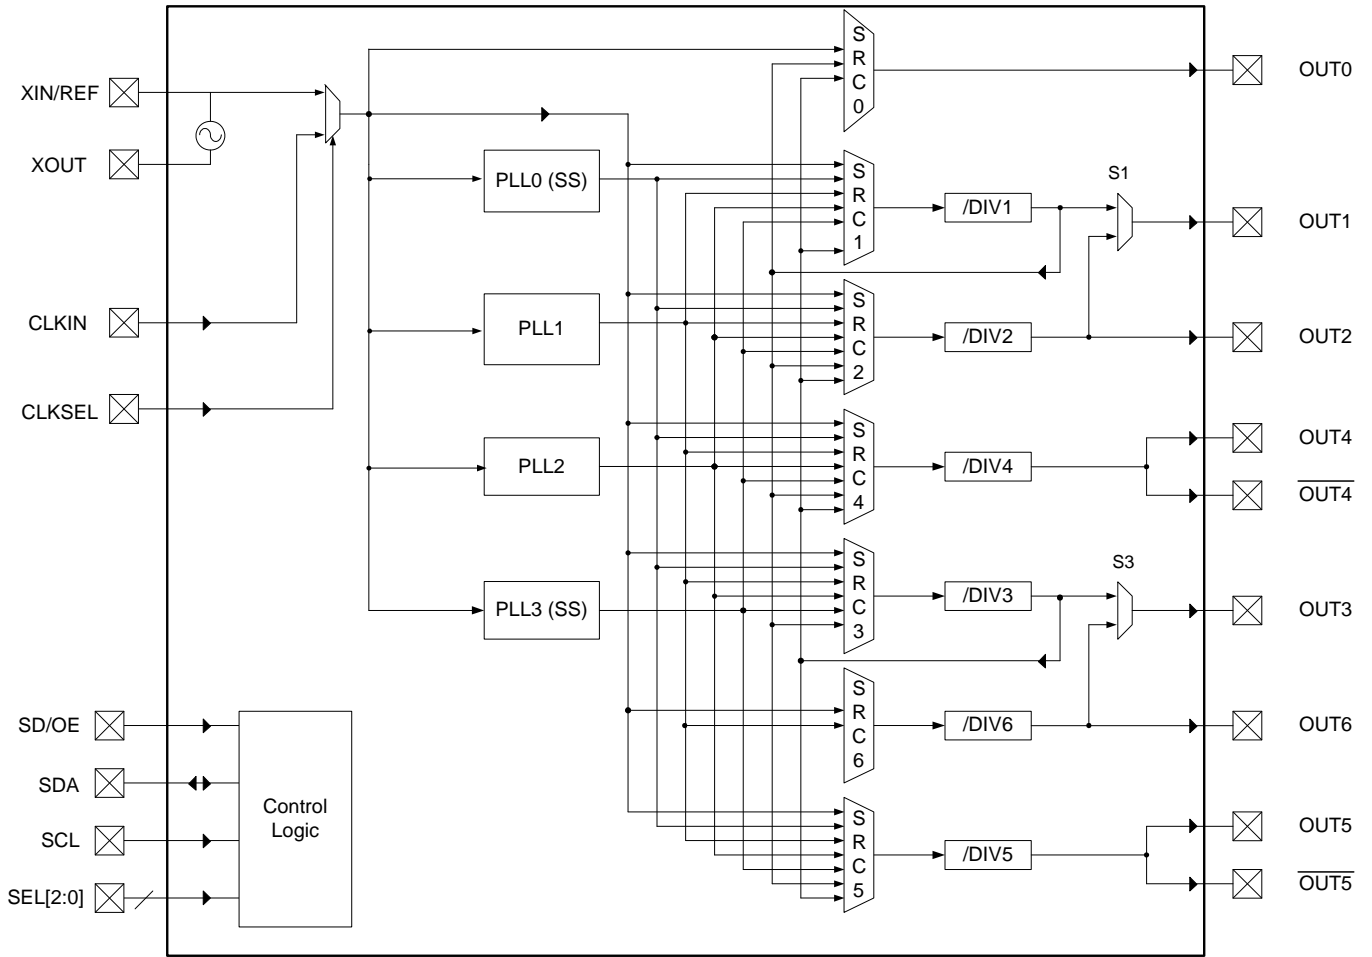 XIN/REF
XOUT
CLKIN
CLKSEL
SD/OE
SDA
SCL
SEL[2:0]
Control
Logic
PLL0 (SS)
PLL1
PLL2
PLL3 (SS)
S
R
C
0
S
R
C
1
S
R
C
2
S
R
C
4
S
R
C
3
S
R
C
6
S
R
C
5
/DIV1
/DIV2
/DIV4
/DIV3
/DIV6
/DIV5
S1
S3
OUT0
OUT1
OUT2
OUT4
OUT4
OUT3
OUT6
OUT5
OUT5